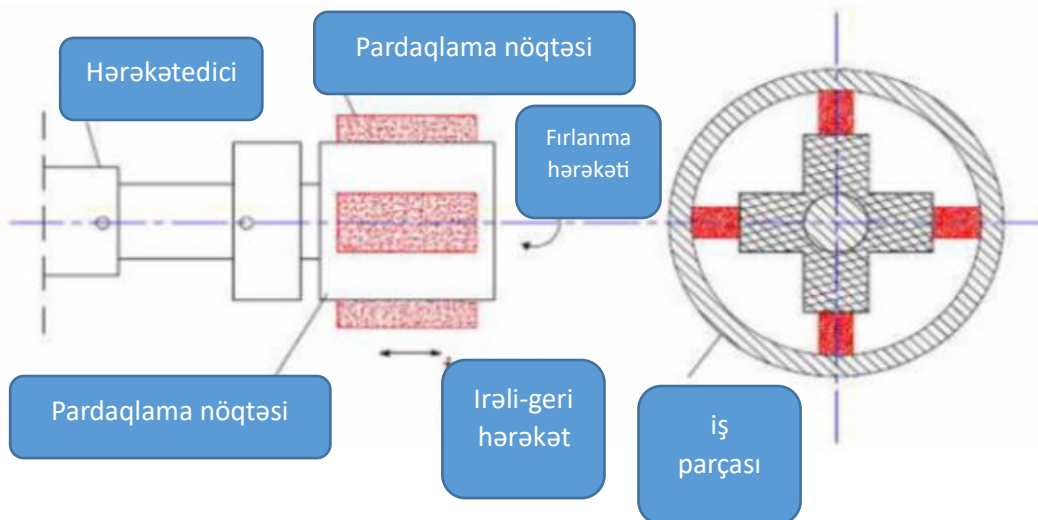 Hərəkətedici
Pardaqlama nöqtəsi
Fırlanma
hərəkəti
Pardaqlama nöqtəsi
Irəli-geri
hərəkət
iş
parçası